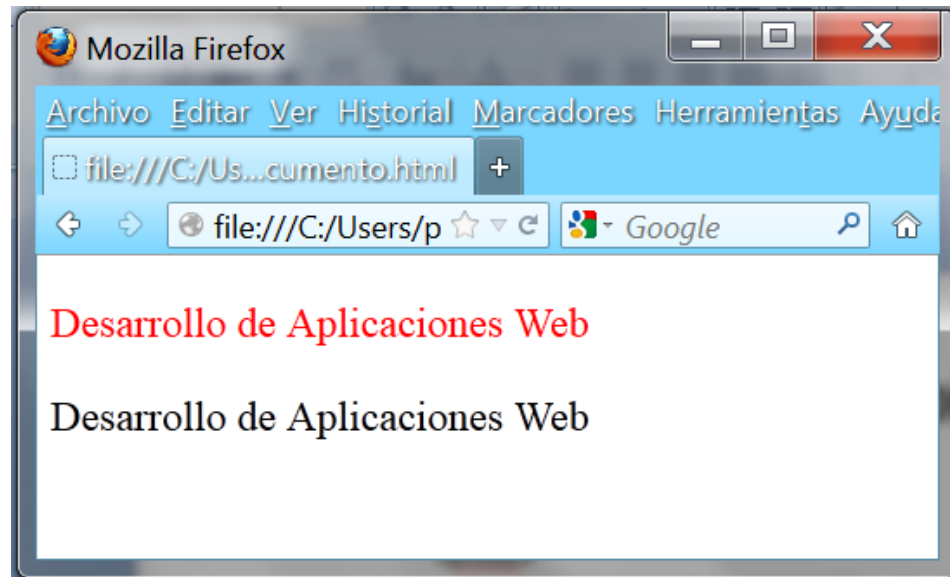 Mozilla Firefox
Archivo Editar Ver Historial Marcadores Herramientas Ayuda
file:///C:/Us...cumento.html
file:///C:/Users/p Google
Desarrollo de Aplicaciones Web
Desarrollo de Aplicaciones Web